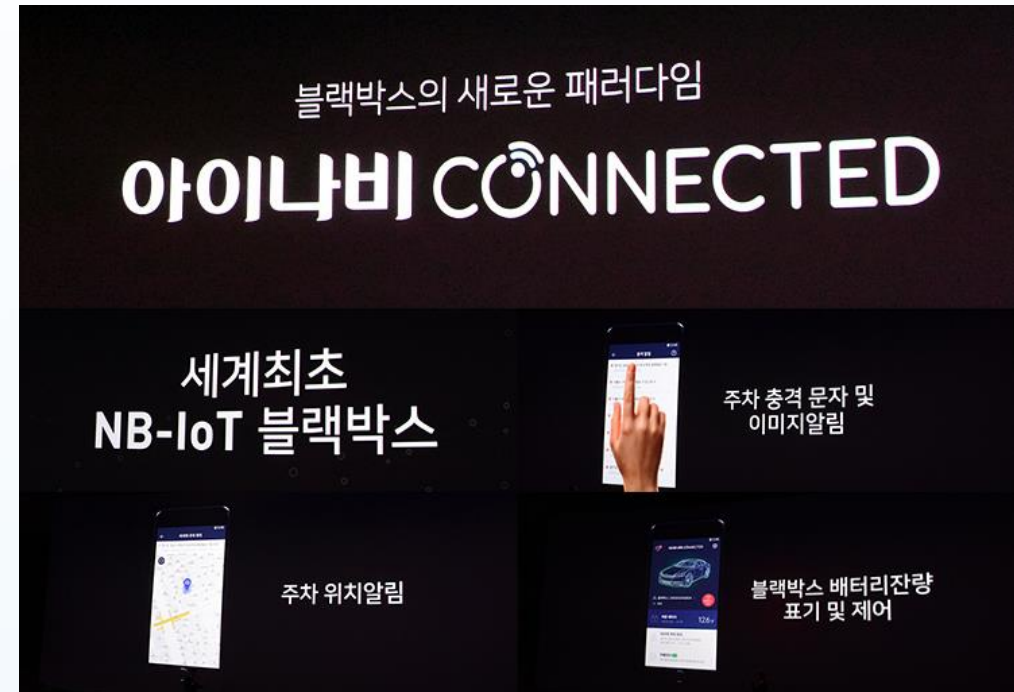 블랙박스의 새로운 패러다임
아이나비 CONNECTED
세계최초
NB-IoT 블랙박스
주차 충격 문자 및
이미지알림
주차 위치알림
블랙박스 배터리잔량
표기 및 제어